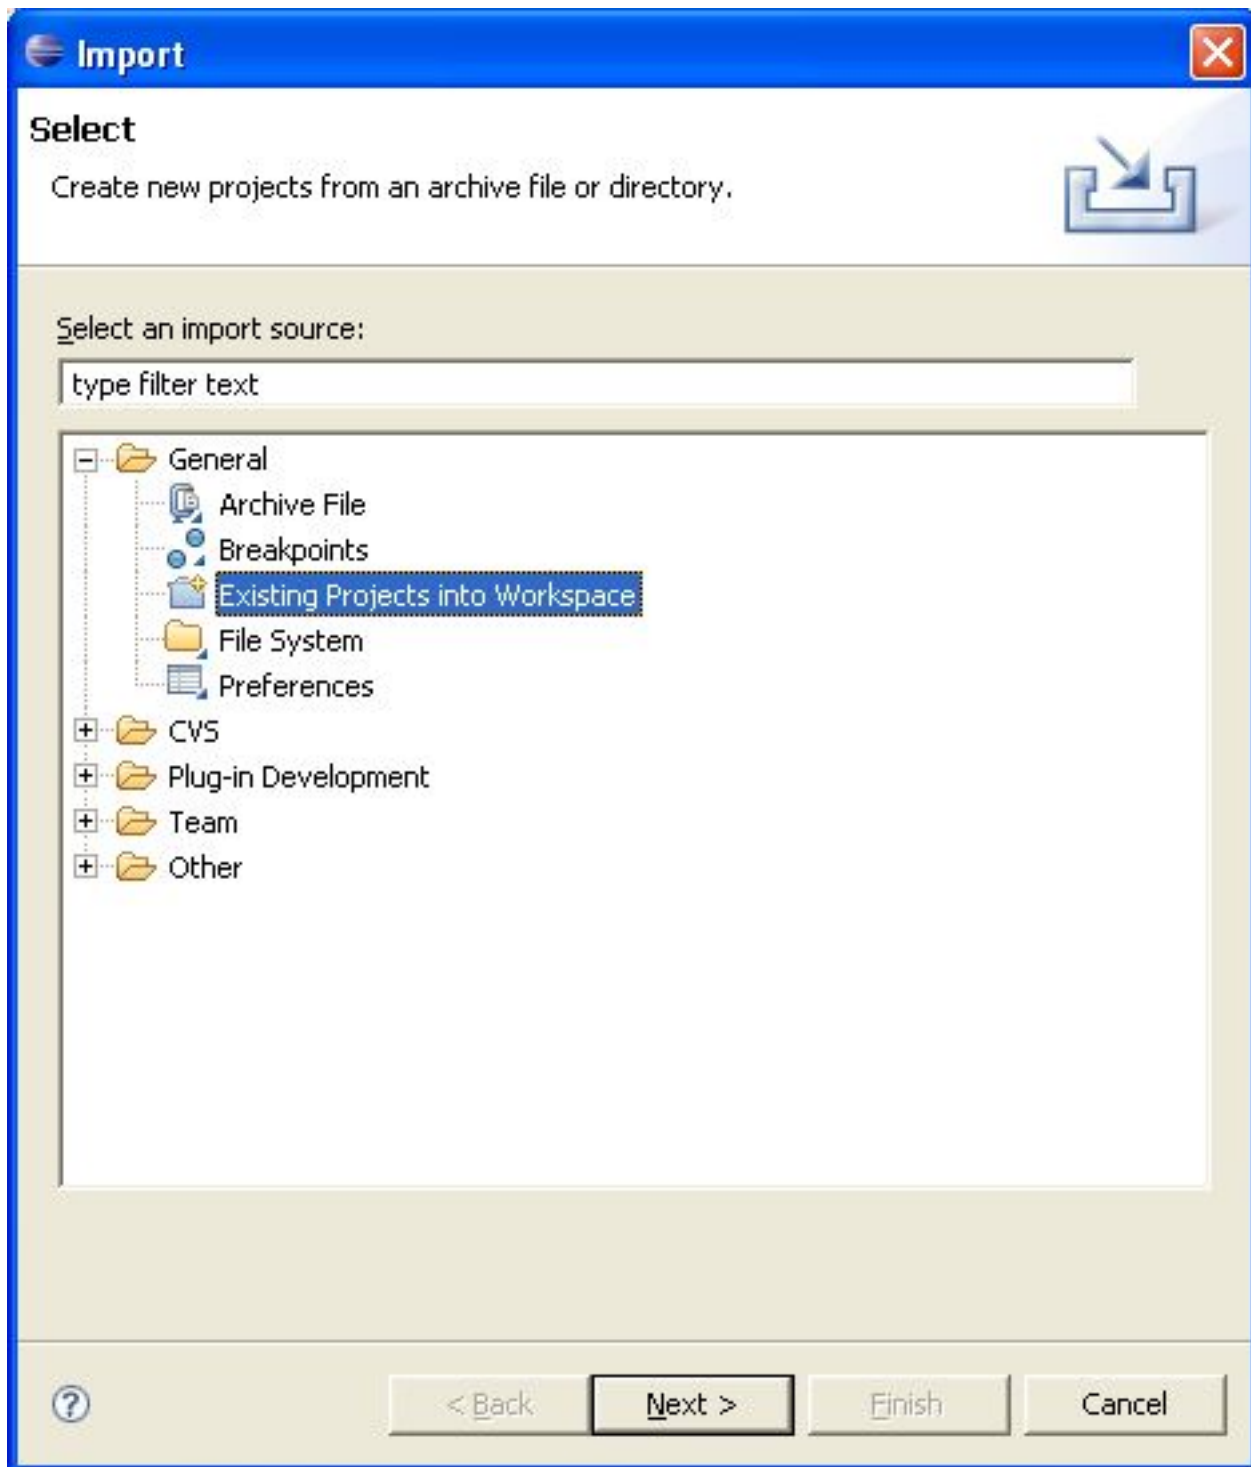 Import
Select
Create new projects from an archive file or directory.
Select an import source:
type filter text
General
Archive File
Breakpoints
Existing Projects into Workspace
File System
Preferences
CVS
Plug-in Development
Team
Other
< Back Next > Finish Cancel